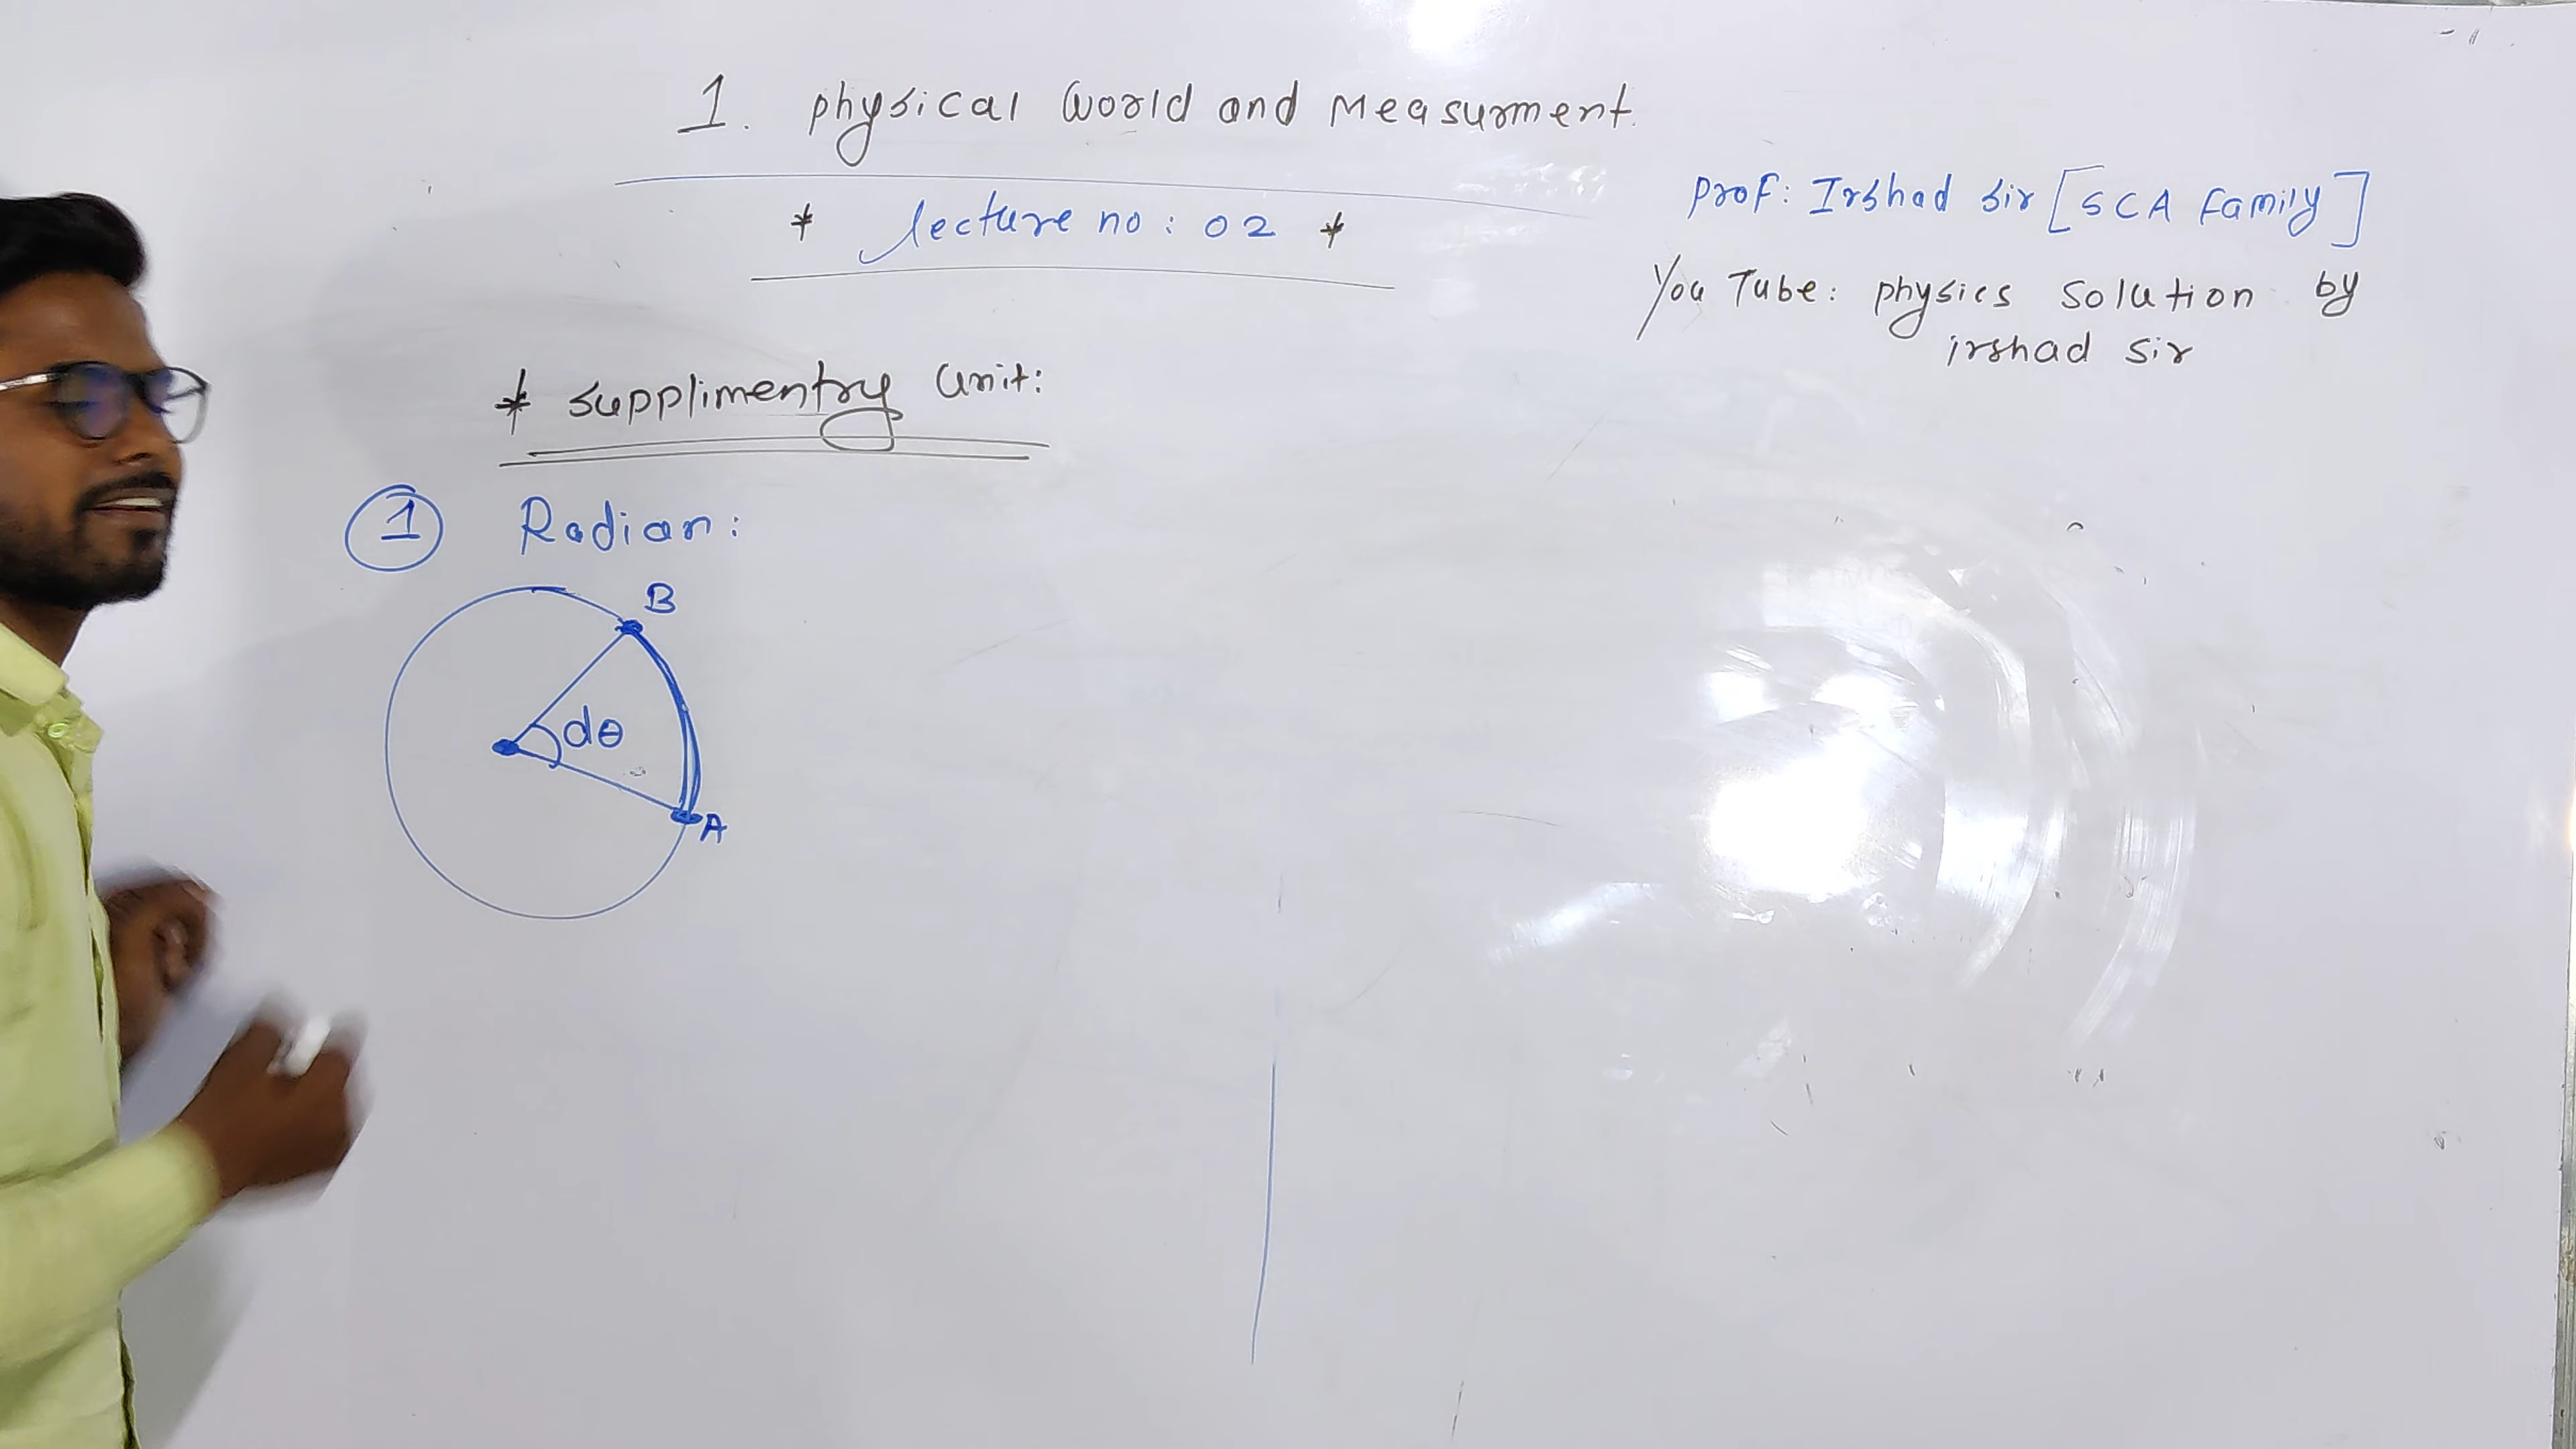 1. physical world and Measurment.
* lecture no: 02 *
Prof: Irshad sir [SCA Family]
You Tube: physics Solution by
irshad sir
* supplimentry unit:
1 Radian:
B
dθ
A